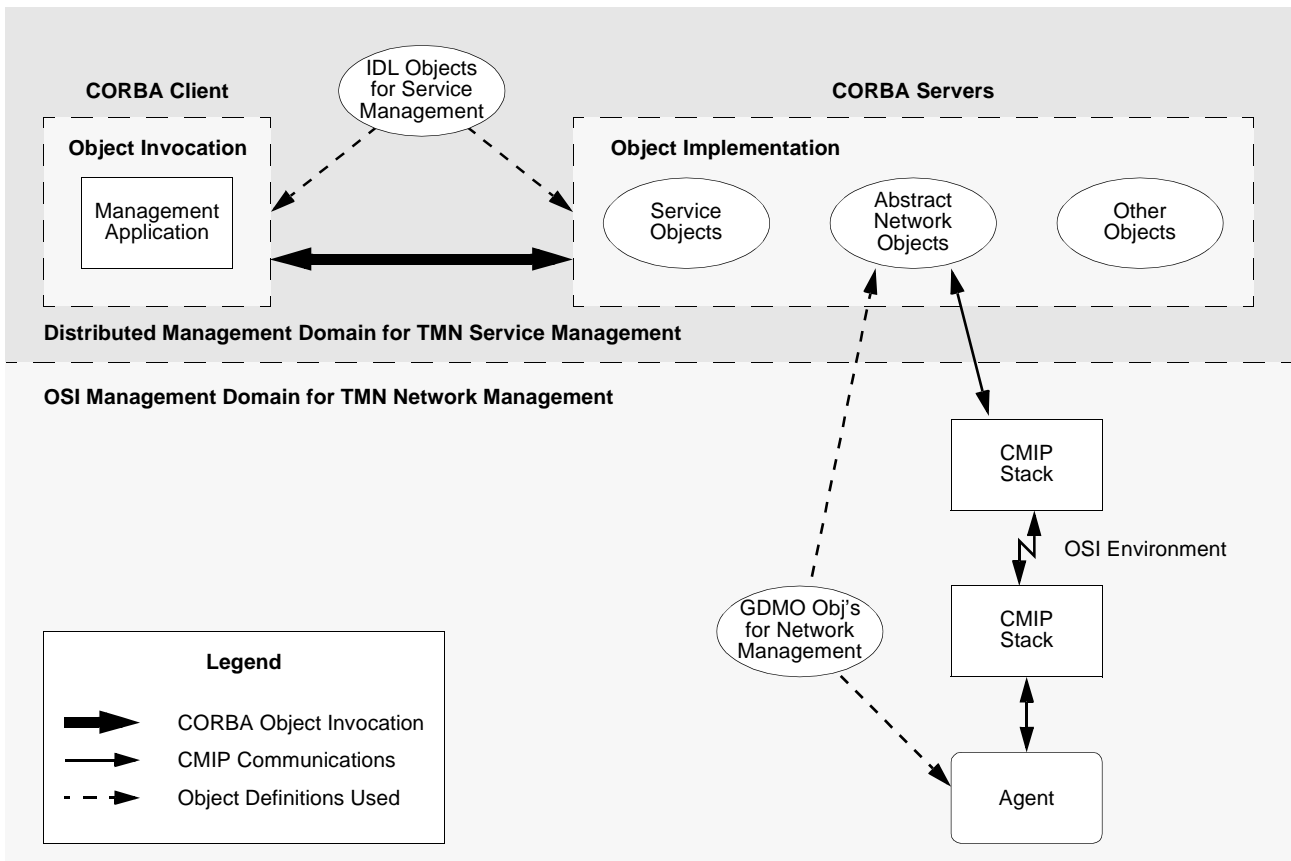 IDL Objects
for Service
Management
CORBA Client
CORBA Servers
Object Invocation
Object Implementation
Management
Application
Service
Objects
Abstract
Network
Objects
Other
Objects
Distributed Management Domain for TMN Service Management
OSI Management Domain for TMN Network Management
CMIP
Stack
OSI Environment
GDMO Obj's
for Network
Management
CMIP
Stack
Agent
Legend
CORBA Object Invocation
CMIP Communications
Object Definitions Used